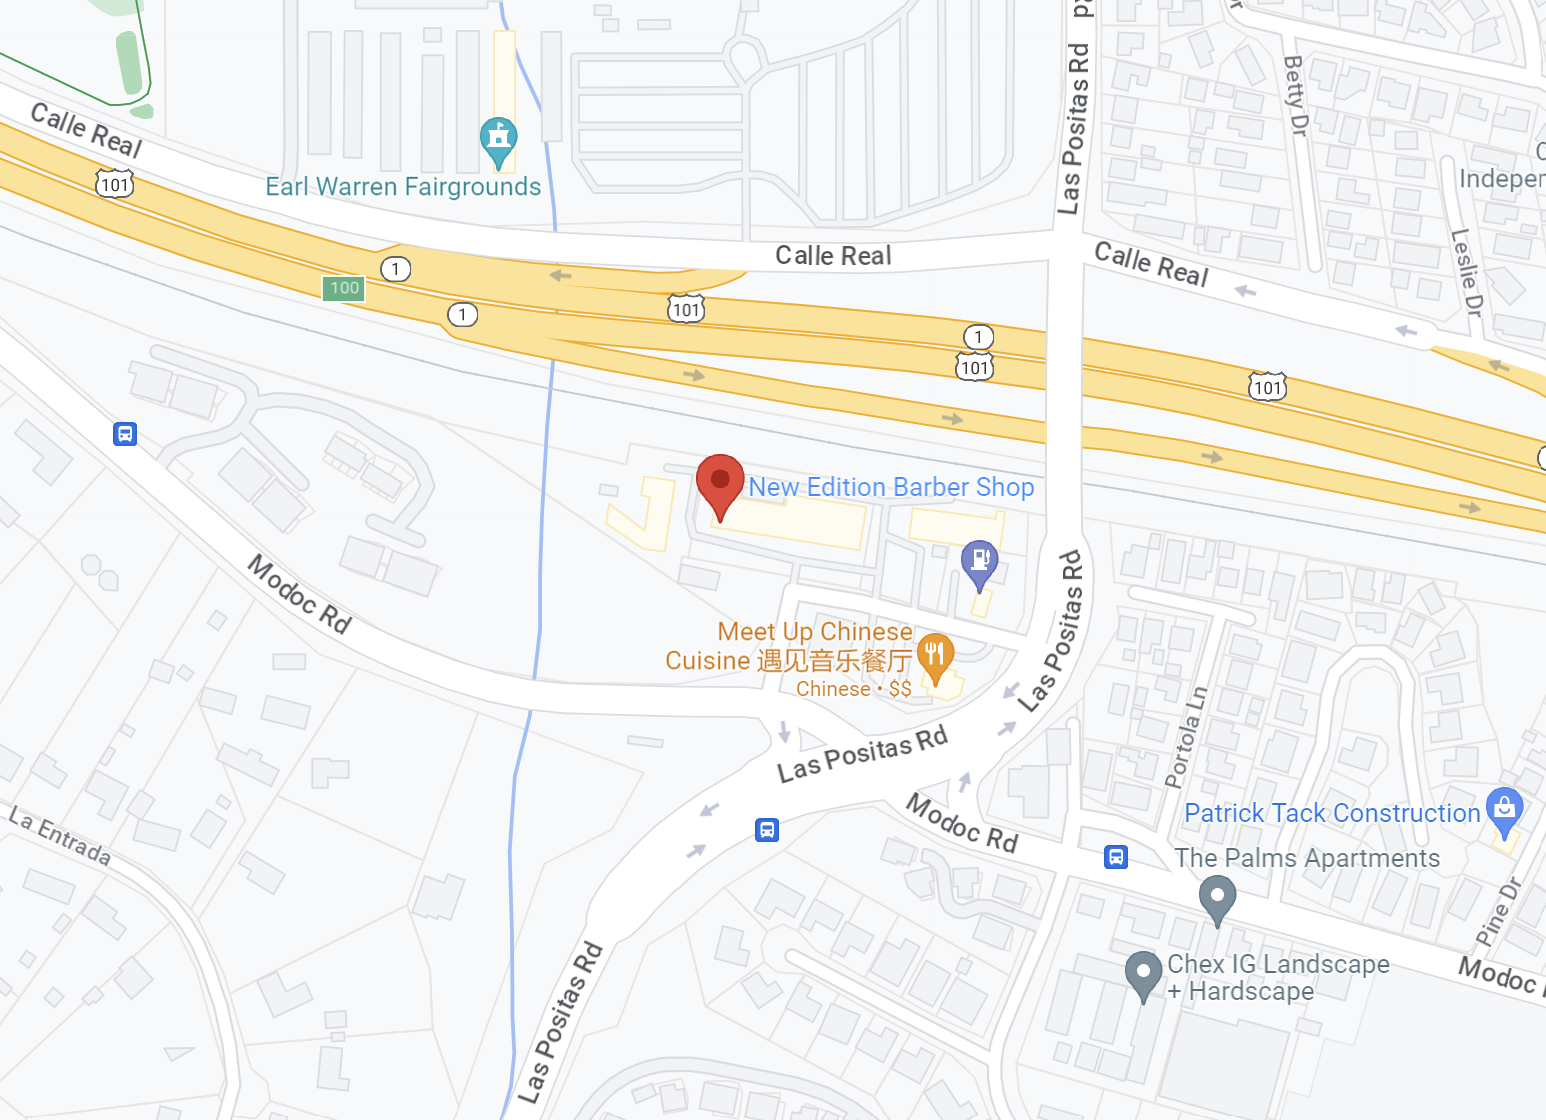 Las Positas Rd
Calle Real
Betty Dr
101
Earl Warren Fairgrounds
Indeper
Leslie Dr
Calle Real
Calle Real
1
100
1
101
1
101
101
New Edition Barber Shop
Modoc Rd
Las Positas Rd
Meet Up Chinese
Cuisine 遇见音乐餐厅
Chinese • $$
Portola Ln
Las Positas Rd
Modoc Rd
Patrick Tack Construction
La Entrada
The Palms Apartments
Pine Dr
Las Positas Rd
Chex IG Landscape
+ Hardscape
Modoc